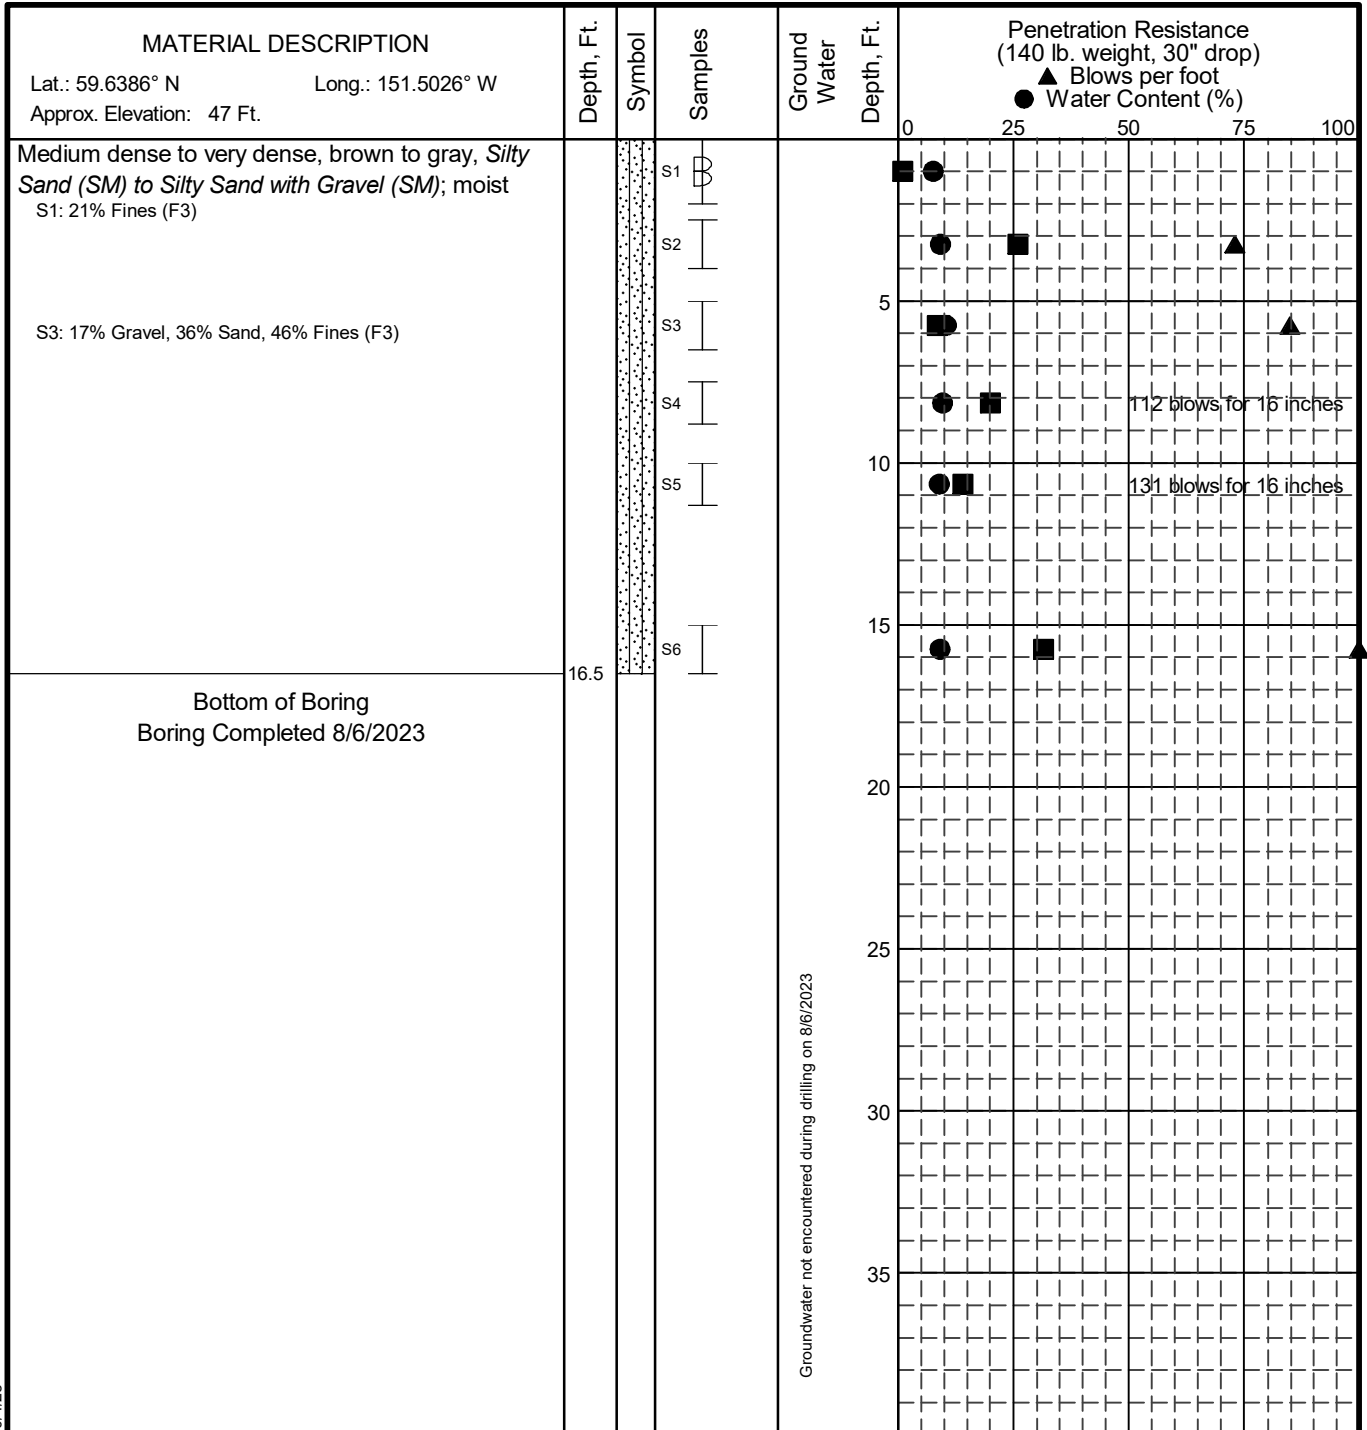 MATERIAL DESCRIPTION
Lat.: 59.6386° N Long.: 151.5026° W
Approx. Elevation: 47 Ft.
Depth, Ft.
Symbol
Samples
Ground
Water
Depth, Ft.
Penetration Resistance
(140 lb. weight, 30" drop)
▲ Blows per foot
● Water Content (%)
0 25 50 75 100
Medium dense to very dense, brown to gray, Silty
Sand (SM) to Silty Sand with Gravel (SM); moist
S1: 21% Fines (F3)
S3: 17% Gravel, 36% Sand, 46% Fines (F3)
16.5
Bottom of Boring
Boring Completed 8/6/2023
S1
S2
S3
S4
S5
S6
Groundwater not encountered during drilling on 8/6/2023
5
10
15
20
25
30
35
112 blows for 16 inches
131 blows for 16 inches